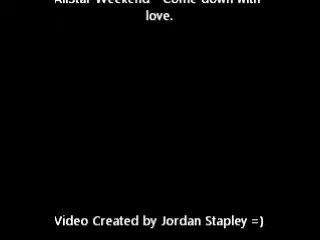 Allstar Weekend - Come down with
love.
Video Created by Jordan Stapley =)